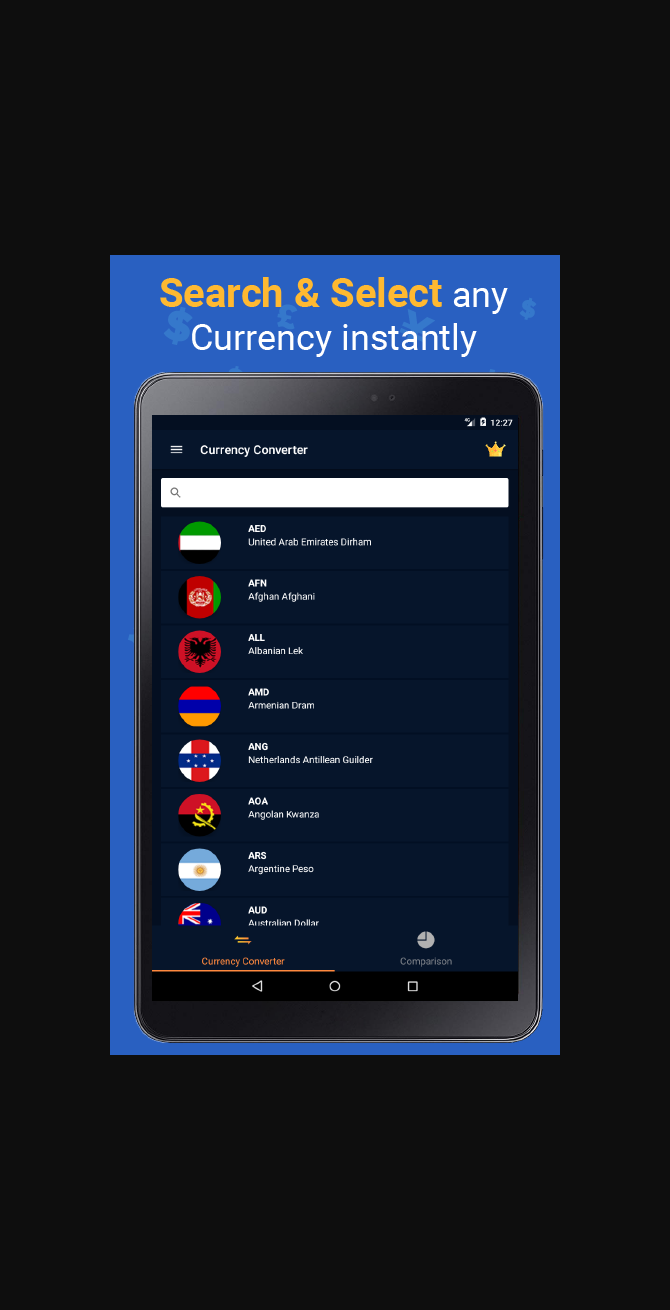 Search & Select any
Currency instantly
12:27
Currency Converter
AED
United Arab Emirates Dirham
AFN
Afghan Afghani
ALL
Albanian Lek
AMD
Armenian Dram
ANG
Netherlands Antillean Guilder
AOA
Angolan Kwanza
ARS
Argentine Peso
AUD
Australian Dollar
Currency Converter
Comparison